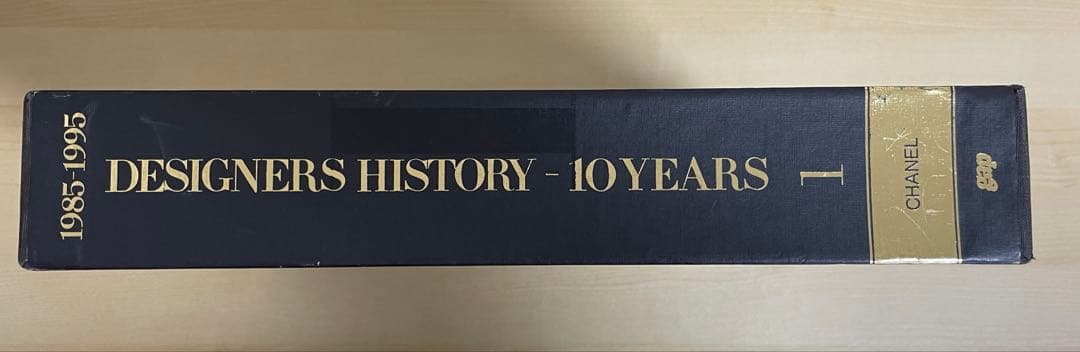 1985-1995
DESIGNERS HISTORY - 10 YEARS
1
CHANEL
gap